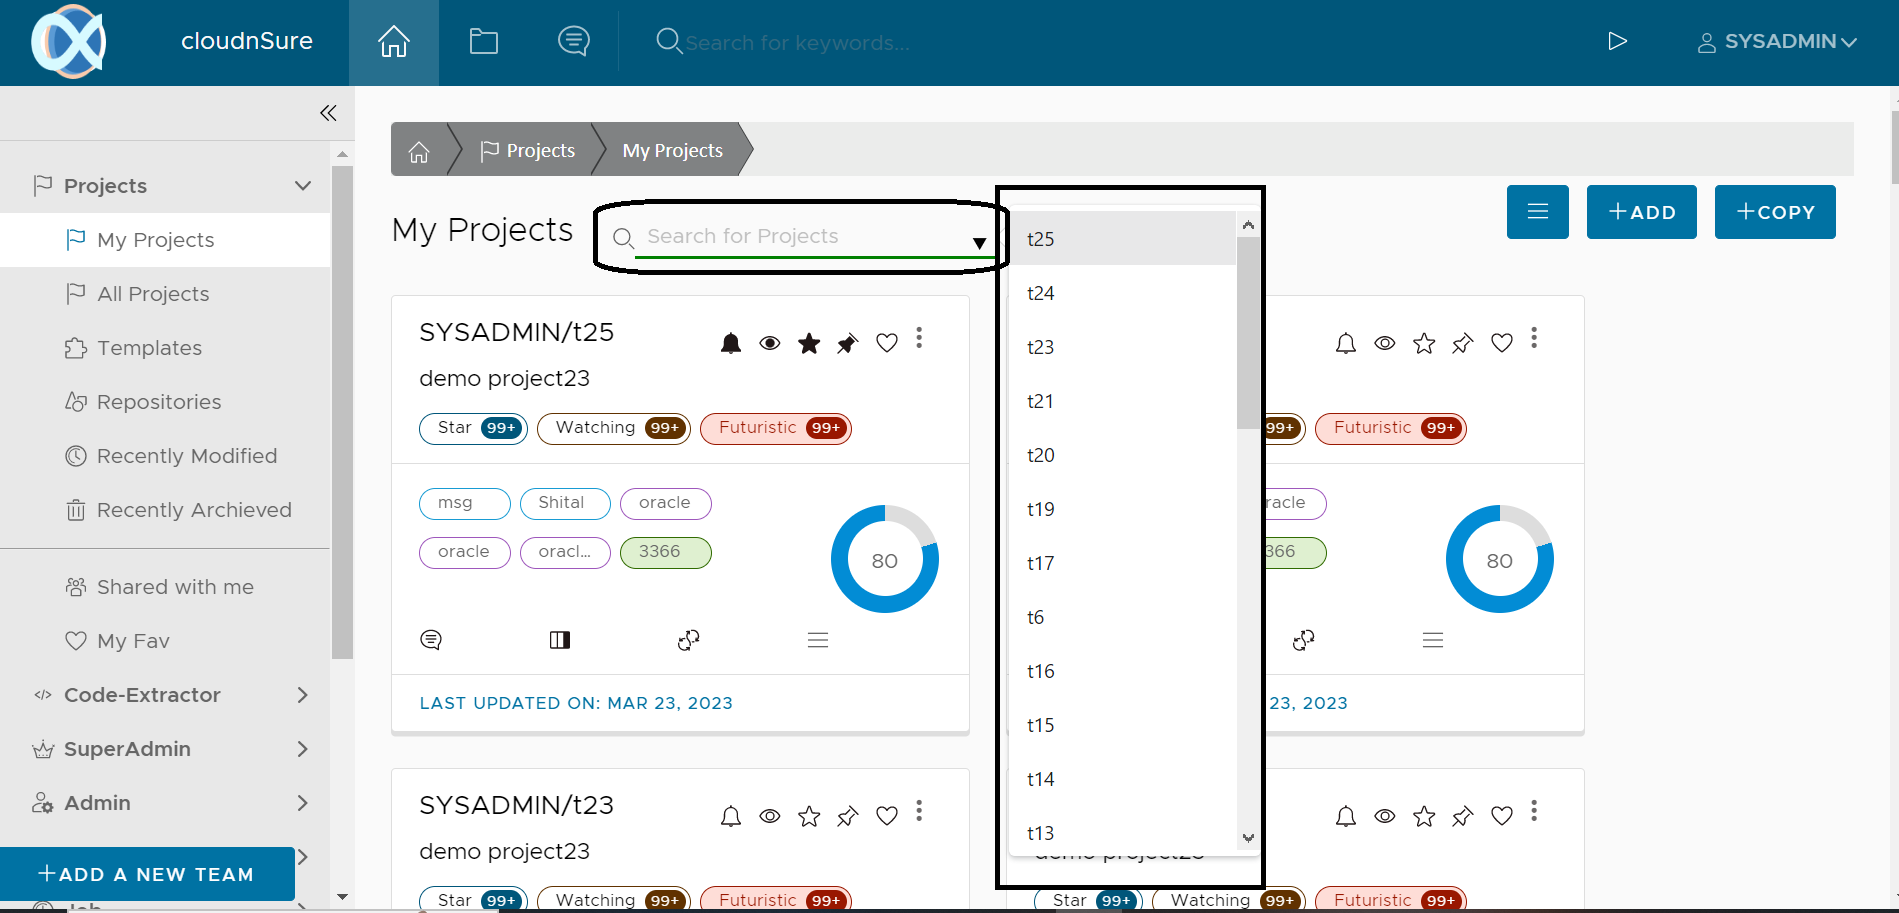 cloudnSure
Search for keywords...
SYSADMIN
Projects
My Projects
All Projects
Templates
Repositories
Recently Modified
Recently Archieved
Shared with me
My Fav
Code-Extractor
SuperAdmin
Admin
+ADD A NEW TEAM
Projects
My Projects
My Projects
Search for Projects
+ADD
+COPY
t25
t24
t23
t21
t20
t19
t17
t6
t16
t15
t14
t13
SYSADMIN/t25
demo project23
Star 99+
Watching 99+
Futuristic 99+
msg
Shital
oracle
oracle
oracl...
3366
80
LAST UPDATED ON: MAR 23, 2023
99+
Futuristic 99+
racle
366
80
23, 2023
SYSADMIN/t23
demo project23
Star 99+
Watching 99+
Futuristic 99+
Star 99+
Watching 99+
Futuristic 99+